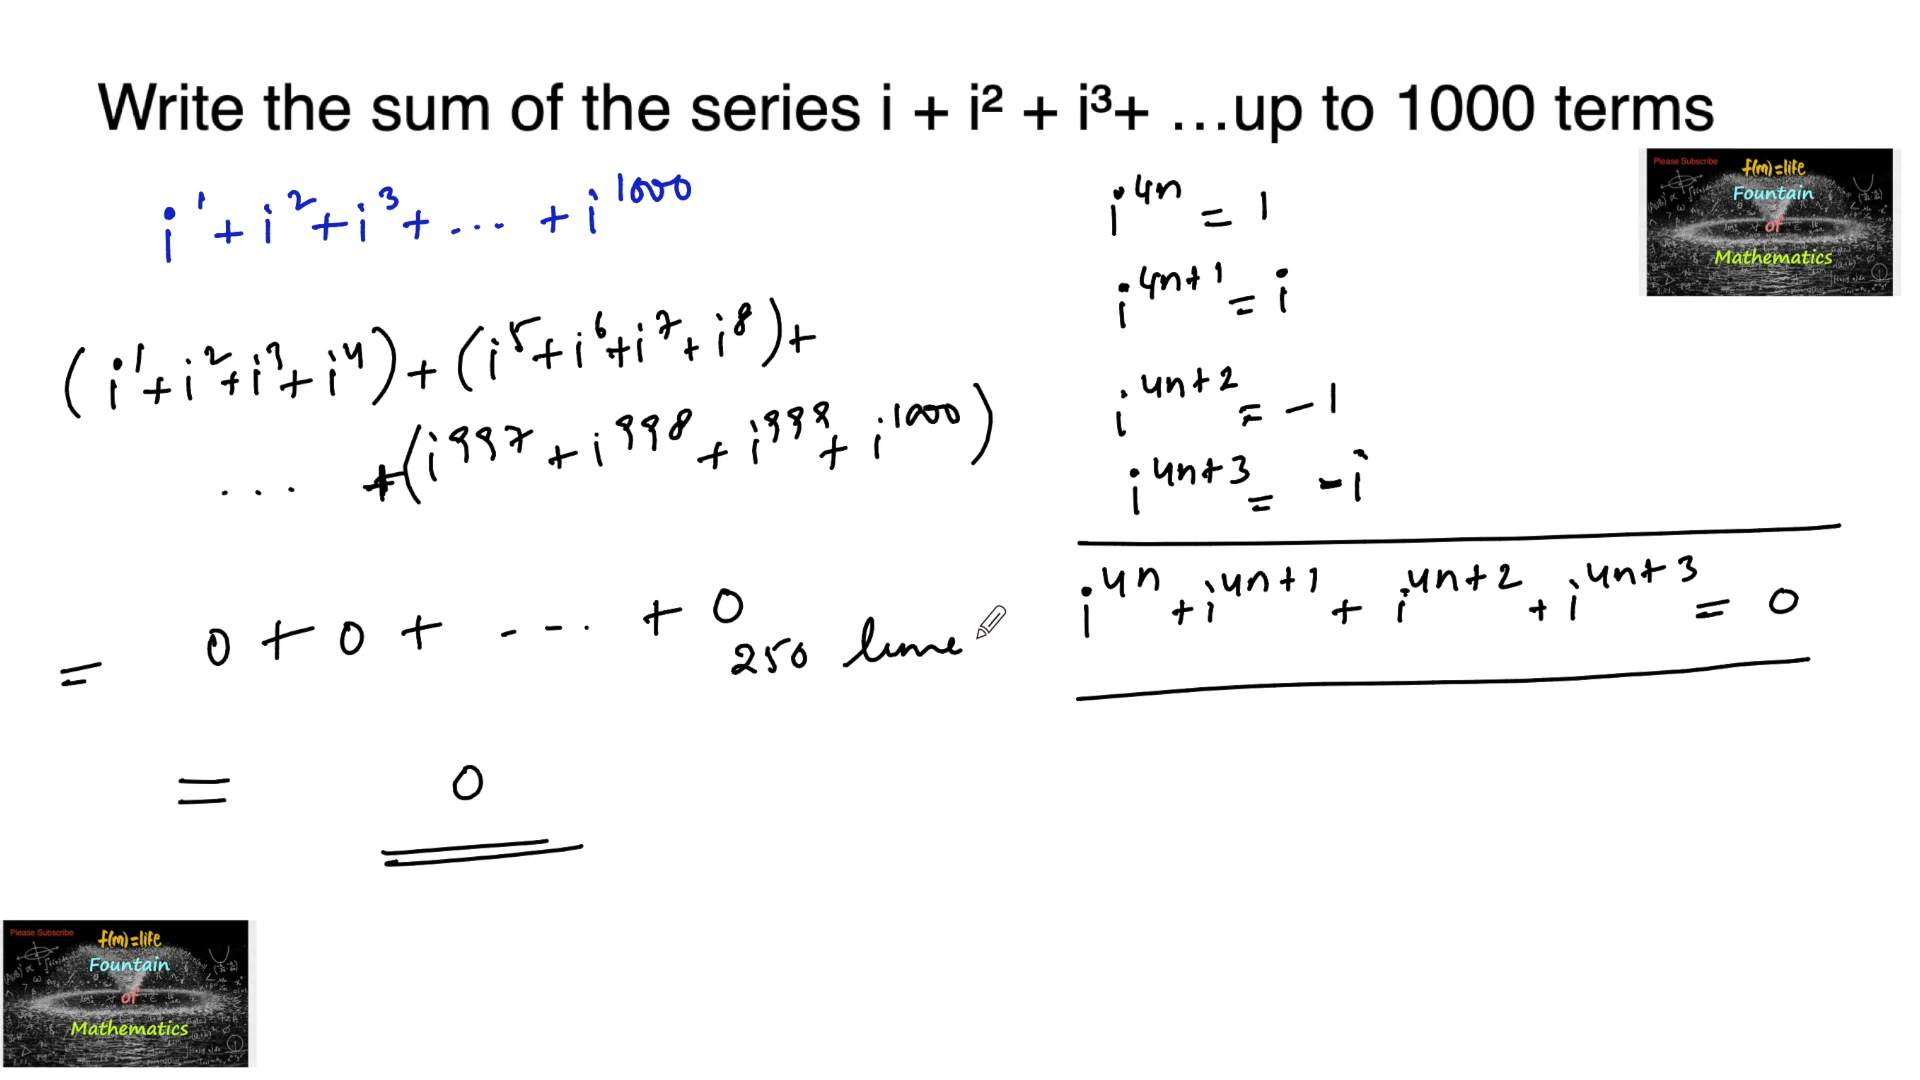 Write the sum of the series i + i² + i³+ ...up to 1000 terms
i¹ + i² + i³ + ... + i¹⁰⁰⁰
(i¹ + i² + i³ + i⁴) + (i⁵ + i⁶ + i⁷ + i⁸) +
... + (i⁹⁹⁷ + i⁹⁹⁸ + i⁹⁹⁹ + i¹⁰⁰⁰)
= 0 + 0 + ... + 0
250 time
= 0
i⁴ⁿ = 1
i⁴ⁿ⁺¹ = i
i⁴ⁿ⁺² = -1
i⁴ⁿ⁺³ = -i
i⁴ⁿ + i⁴ⁿ⁺¹ + i⁴ⁿ⁺² + i⁴ⁿ⁺³ = 0
Please Subscribe
f(m)=life
Fountain
of
Mathematics
Please Subscribe
f(m)=life
Fountain
of
Mathematics